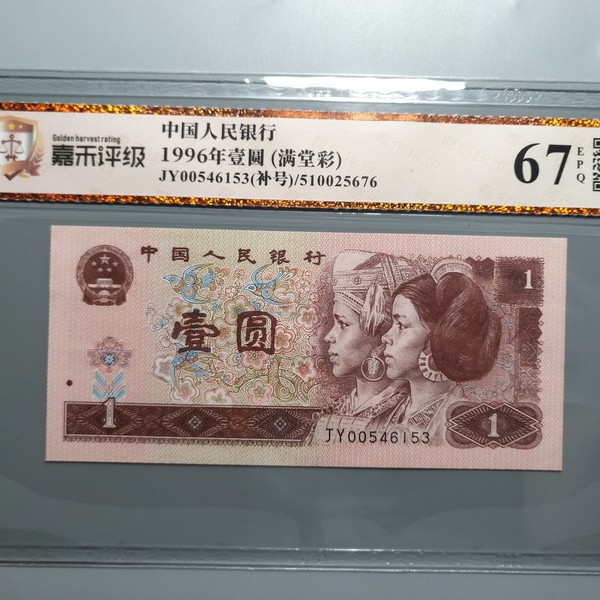 Golden harvest rating
嘉禾评级
中国人民银行
1996年壹圆 (满堂彩)
JY00546153(补号)/510025676
67
EPQ
中国人民银行
1
壹圆
1
JY00546153
1